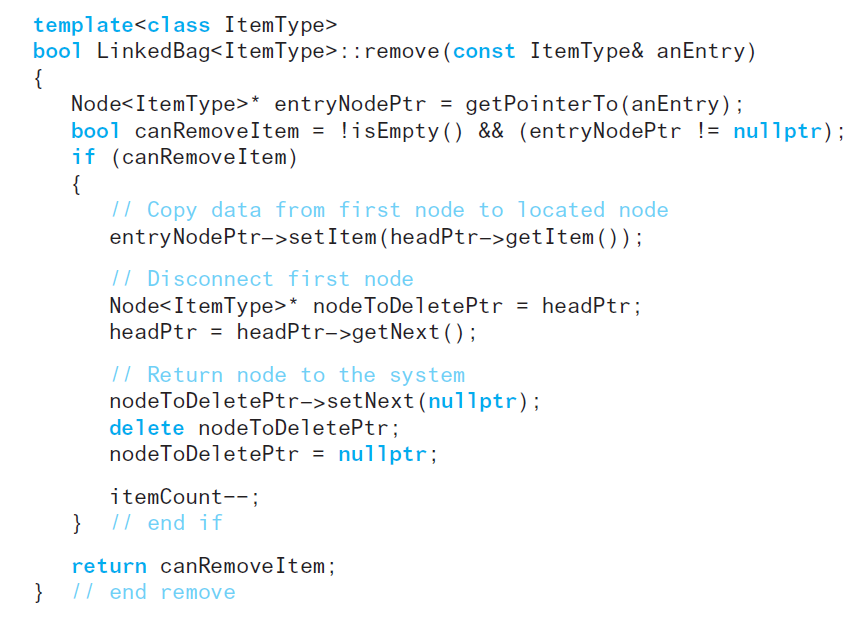 template<class ItemType>
bool LinkedBag<ItemType>::remove(const ItemType& anEntry)
{
   Node<ItemType>* entryNodePtr = getPointerTo(anEntry);
   bool canRemoveItem = !isEmpty() && (entryNodePtr != nullptr);
   if (canRemoveItem)
   {
      // Copy data from first node to located node
      entryNodePtr->setItem(headPtr->getItem());

      // Disconnect first node
      Node<ItemType>* nodeToDeletePtr = headPtr;
      headPtr = headPtr->getNext();

      // Return node to the system
      nodeToDeletePtr->setNext(nullptr);
      delete nodeToDeletePtr;
      nodeToDeletePtr = nullptr;

      itemCount--;
   }  // end if

   return canRemoveItem;
}  // end remove